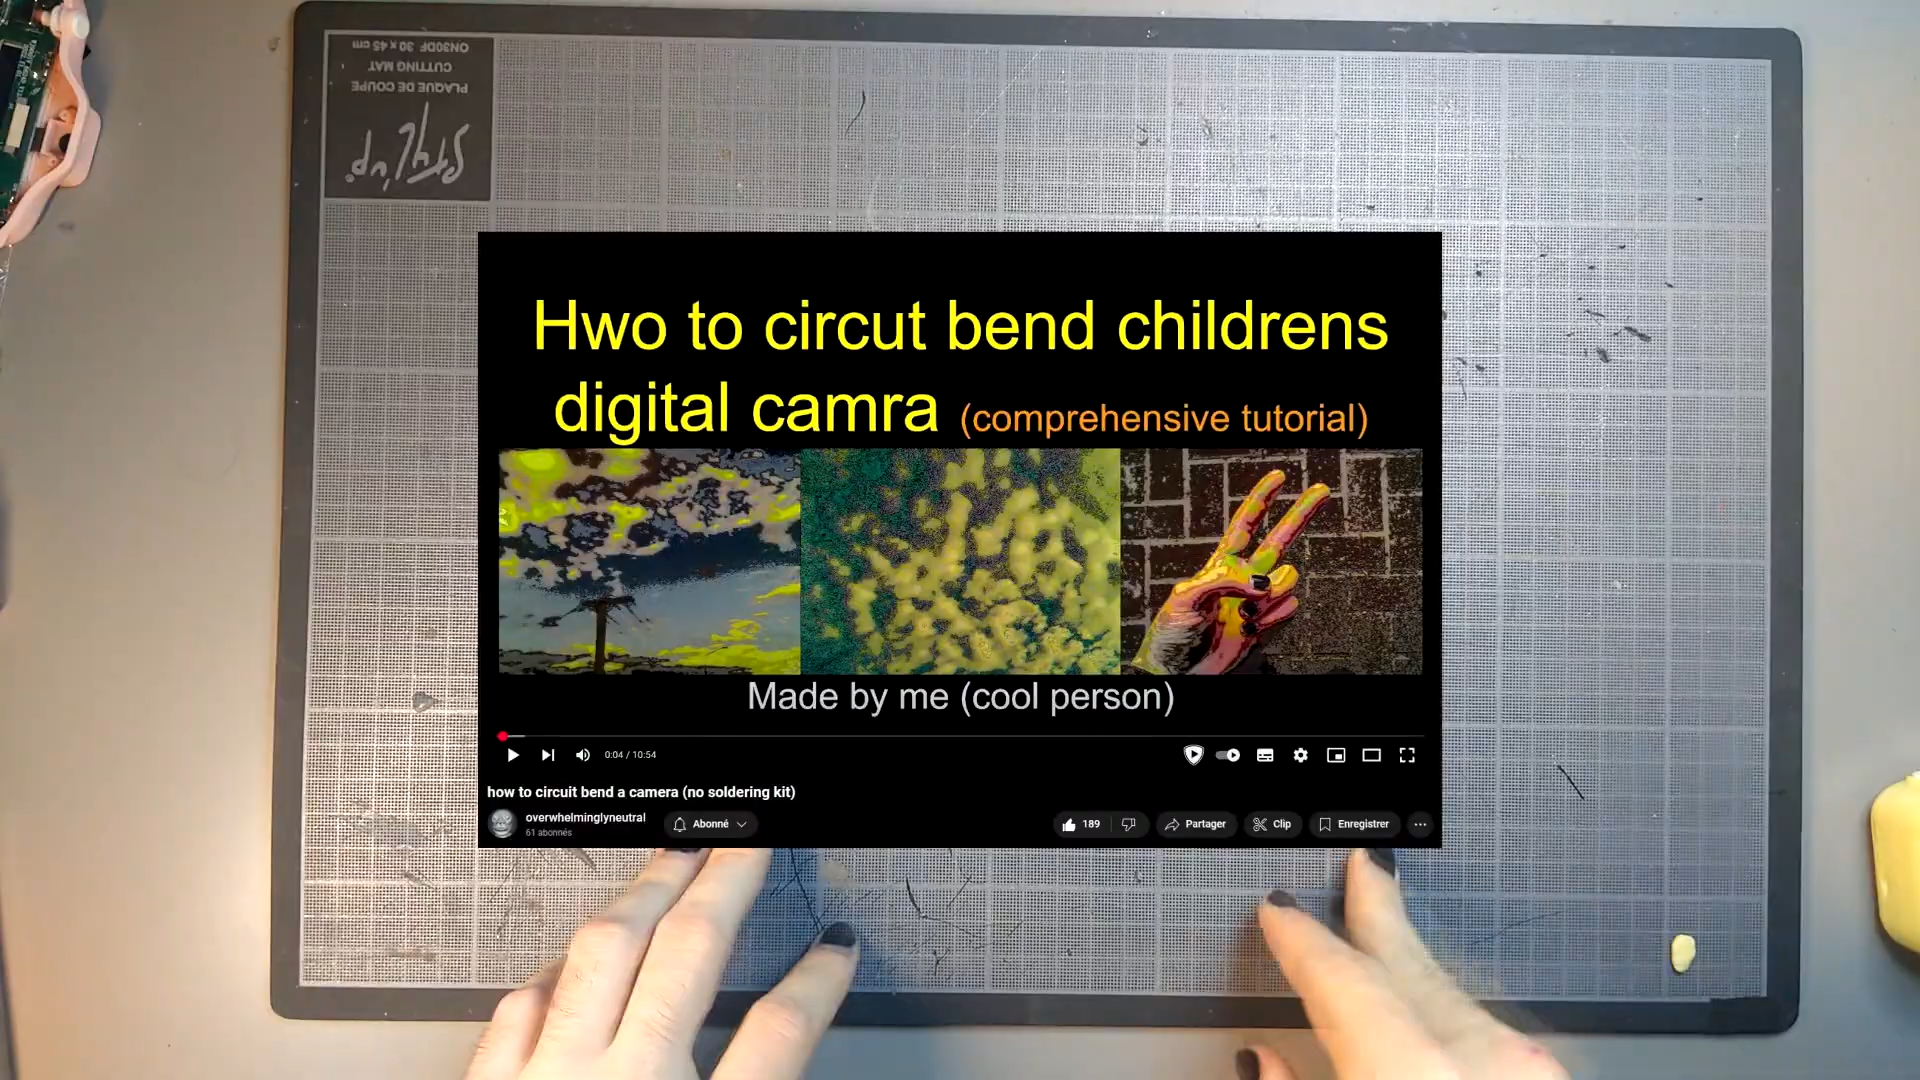 ON30DF 30 x 45 cm
CUTTING MAT
PLAQUE DE COUPE
Styl'up
Hwo to circut bend childrens
digital camra (comprehensive tutorial)
Made by me (cool person)
0:04 / 10:54
how to circuit bend a camera (no soldering kit)
overwhelminglyneutral
61 abonnés
Abonné
189
Partager
Clip
Enregistrer